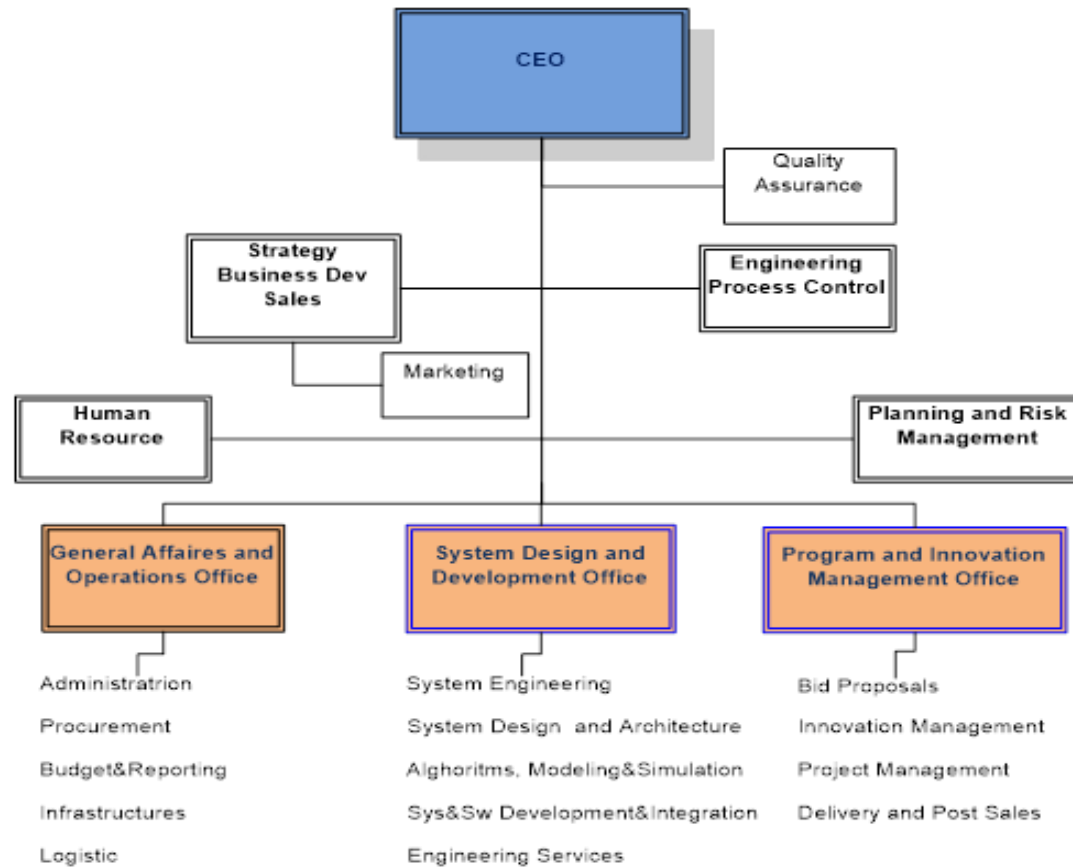 CEO
Quality
Assurance
Strategy
Business Dev
Sales
Engineering
Process Control
Marketing
Human
Resource
Planning and Risk
Management
General Affaires and
Operations Office
System Design and
Development Office
Program and Innovation
Management Office
Administratrion
Procurement
Budget&Reporting
Infrastructures
Logistic
System Engineering
System Design and Architecture
Alghoritms, Modeling&Simulation
Sys&Sw Development&Integration
Engineering Services
Bid Proposals
Innovation Management
Project Management
Delivery and Post Sales